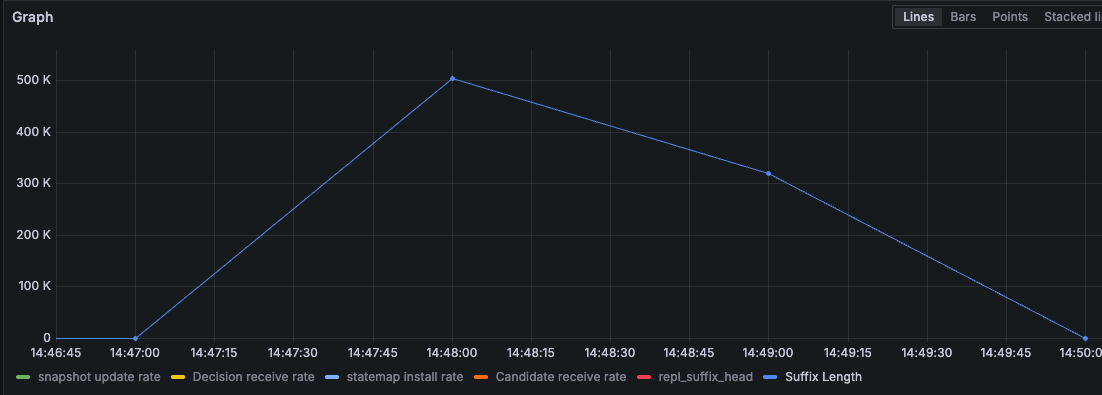 Graph
Lines Bars Points Stacked li
500 K
400 K
300 K
200 K
100 K
0
14:46:45 14:47:00 14:47:15 14:47:30 14:47:45 14:48:00 14:48:15 14:48:30 14:48:45 14:49:00 14:49:15 14:49:30 14:49:45 14:50:0
snapshot update rate Decision receive rate statemap install rate Candidate receive rate repl_suffix_head Suffix Length